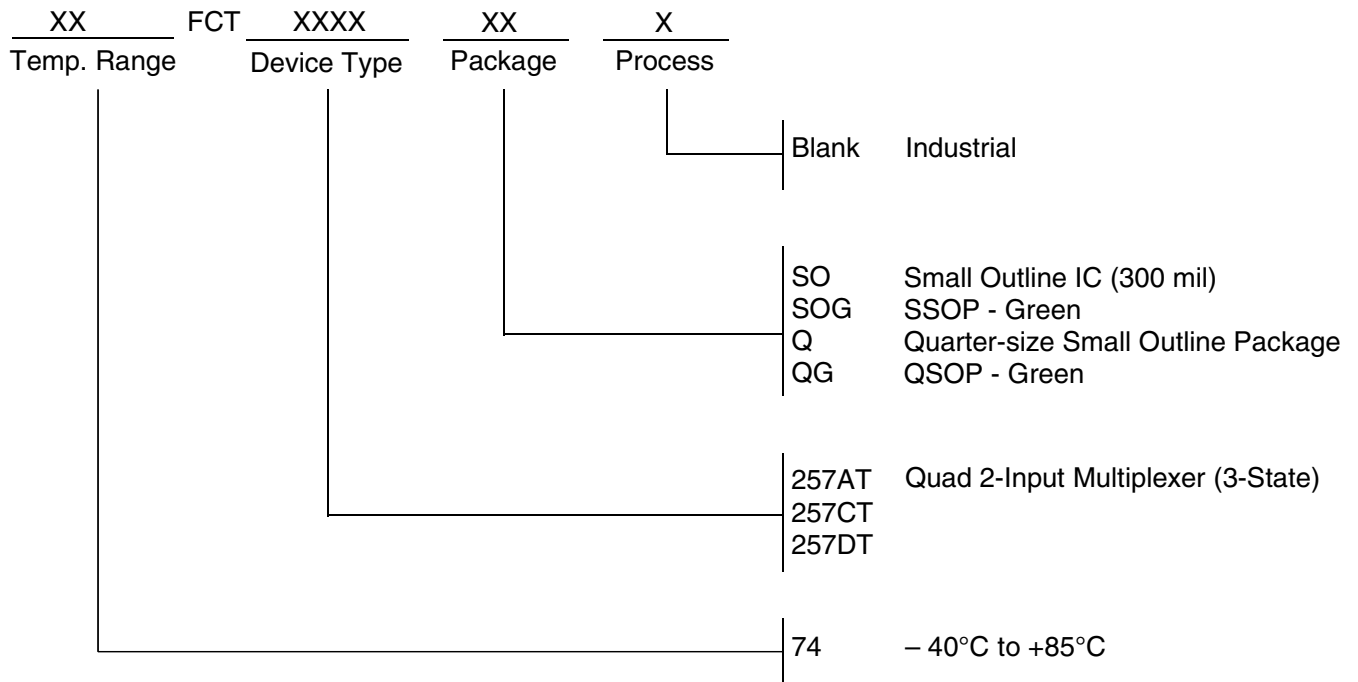 XX FCT XXXX XX X
Temp. Range Device Type Package Process
Blank Industrial
SO Small Outline IC (300 mil)
SOG SSOP - Green
Q Quarter-size Small Outline Package
QG QSOP - Green
257AT Quad 2-Input Multiplexer (3-State)
257CT
257DT
74 – 40°C to +85°C